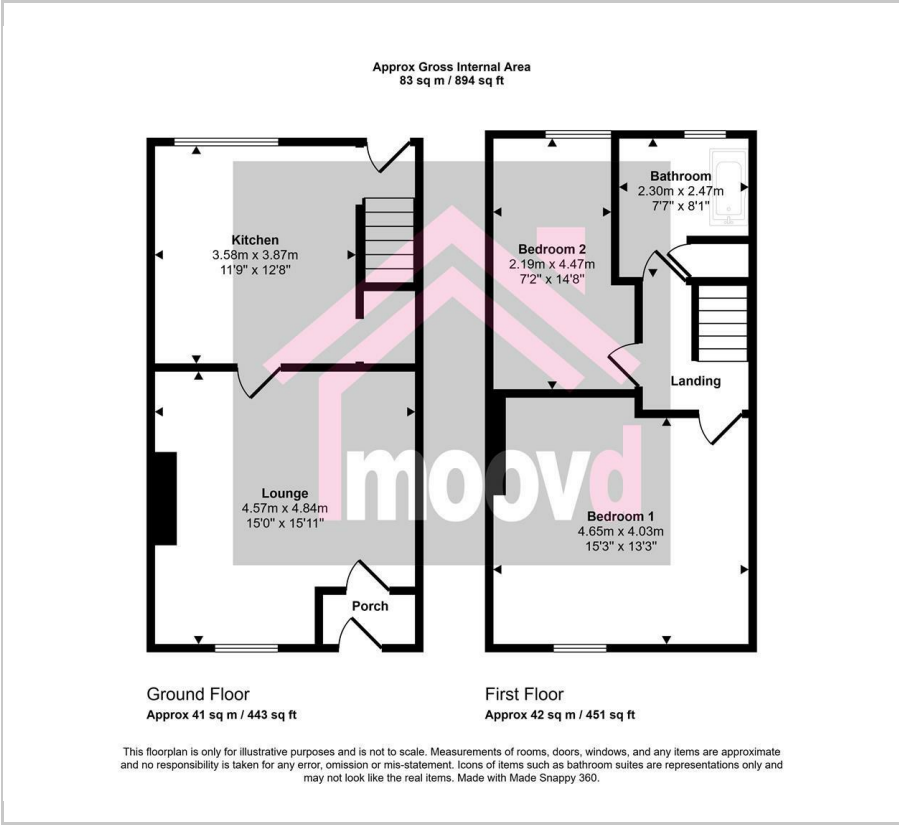 Approx Gross Internal Area
83 sq m / 894 sq ft
Kitchen
3.58m x 3.87m
11'9" x 12'8"
Lounge
4.57m x 4.84m
15'0" x 15'11"
Porch
Bathroom
2.30m x 2.47m
7'7" x 8'1"
Bedroom 2
2.19m x 4.47m
7'2" x 14'8"
Landing
Bedroom 1
4.65m x 4.03m
15'3" x 13'3"
moovd
Ground Floor
Approx 41 sq m / 443 sq ft
First Floor
Approx 42 sq m / 451 sq ft
This floorplan is only for illustrative purposes and is not to scale. Measurements of rooms, doors, windows, and any items are approximate
and no responsibility is taken for any error, omission or mis-statement. Icons of items such as bathroom suites are representations only and
may not look like the real items. Made with Made Snappy 360.